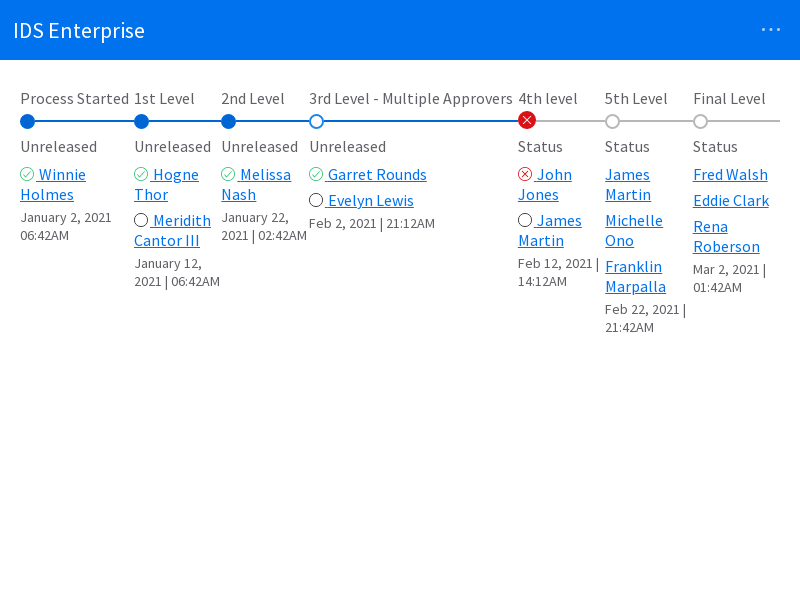 IDS Enterprise
Process Started
Unreleased
Winnie
Holmes
January 2, 2021
06:42AM
1st Level
Unreleased
Hogne
Thor
Meridith
Cantor III
January 12,
2021 | 06:42AM
2nd Level
Unreleased
Melissa
Nash
January 22,
2021 | 02:42AM
3rd Level - Multiple Approvers
Unreleased
Garret Rounds
Evelyn Lewis
Feb 2, 2021 | 21:12AM
4th level
Status
John
Jones
James
Martin
Feb 12, 2021 |
14:12AM
5th Level
Status
James
Martin
Michelle
Ono
Franklin
Marpalla
Feb 22, 2021 |
21:42AM
Final Level
Status
Fred Walsh
Eddie Clark
Rena
Roberson
Mar 2, 2021 |
01:42AM